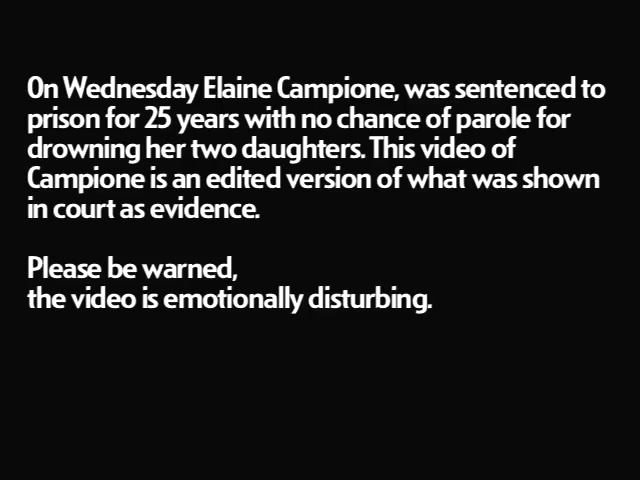 On Wednesday Elaine Campione, was sentenced to
prison for 25 years with no chance of parole for
drowning her two daughters. This video of
Campione is an edited version of what was shown
in court as evidence.
Please be warned,
the video is emotionally disturbing.